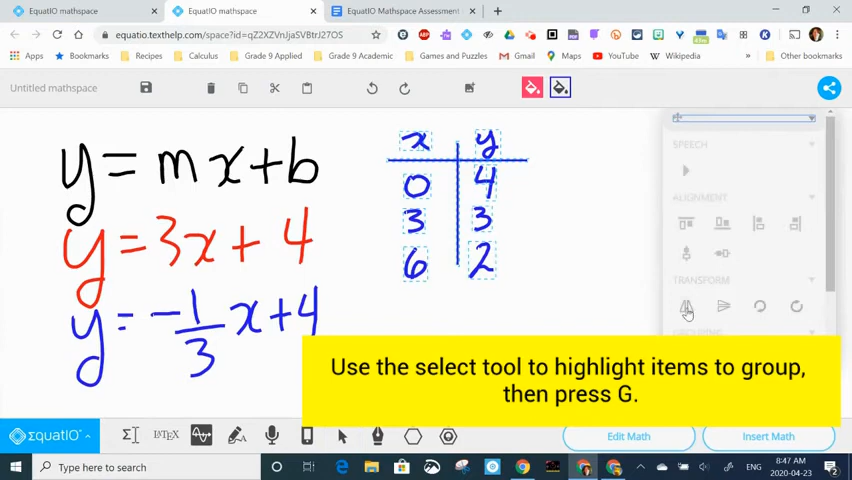 EquatIO mathspace
EquatIO mathspace
EquatIO Mathspace Assessment
equatio.texthelp.com/space?id=qZ2XZVnJjaSVBtrJ27OS
Apps
Bookmarks
Recipes
Calculus
Grade 9 Applied
Grade 9 Academic
Games and Puzzles
Gmail
Maps
YouTube
Wikipedia
Other bookmarks
Untitled mathspace
SPEECH
ALIGNMENT
TRANSFORM
GROUPING
y = mx + b
y = 3x + 4
y = -1/3 x + 4
x y
0 4
3 3
6 2
Use the select tool to highlight items to group,
then press G.
EQUATIO
LATEX
Edit Math
Insert Math
Type here to search
ENG
8:47 AM
2020-04-23